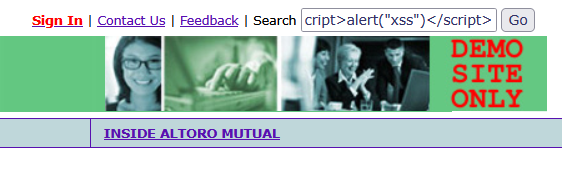 Sign In | Contact Us | Feedback | Search cript>alert("xss")</script> Go
DEMO
SITE
ONLY
INSIDE ALTORO MUTUAL